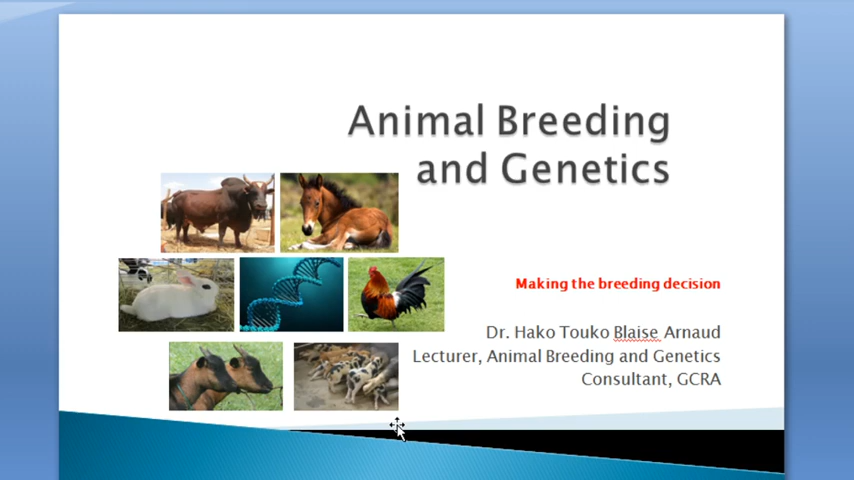 Animal Breeding
and Genetics
Making the breeding decision
Dr. Hako Touko Blaise Arnaud
Lecturer, Animal Breeding and Genetics
Consultant, GCRA